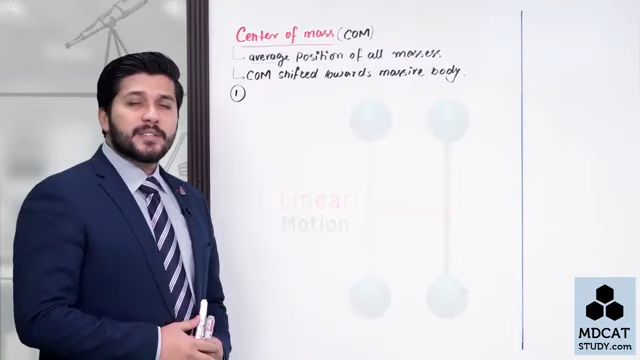 Center of mass (COM)
average position of all masses
COM shifted towards massive body.
1
Linear
Motion
MDCAT
STUDY.com